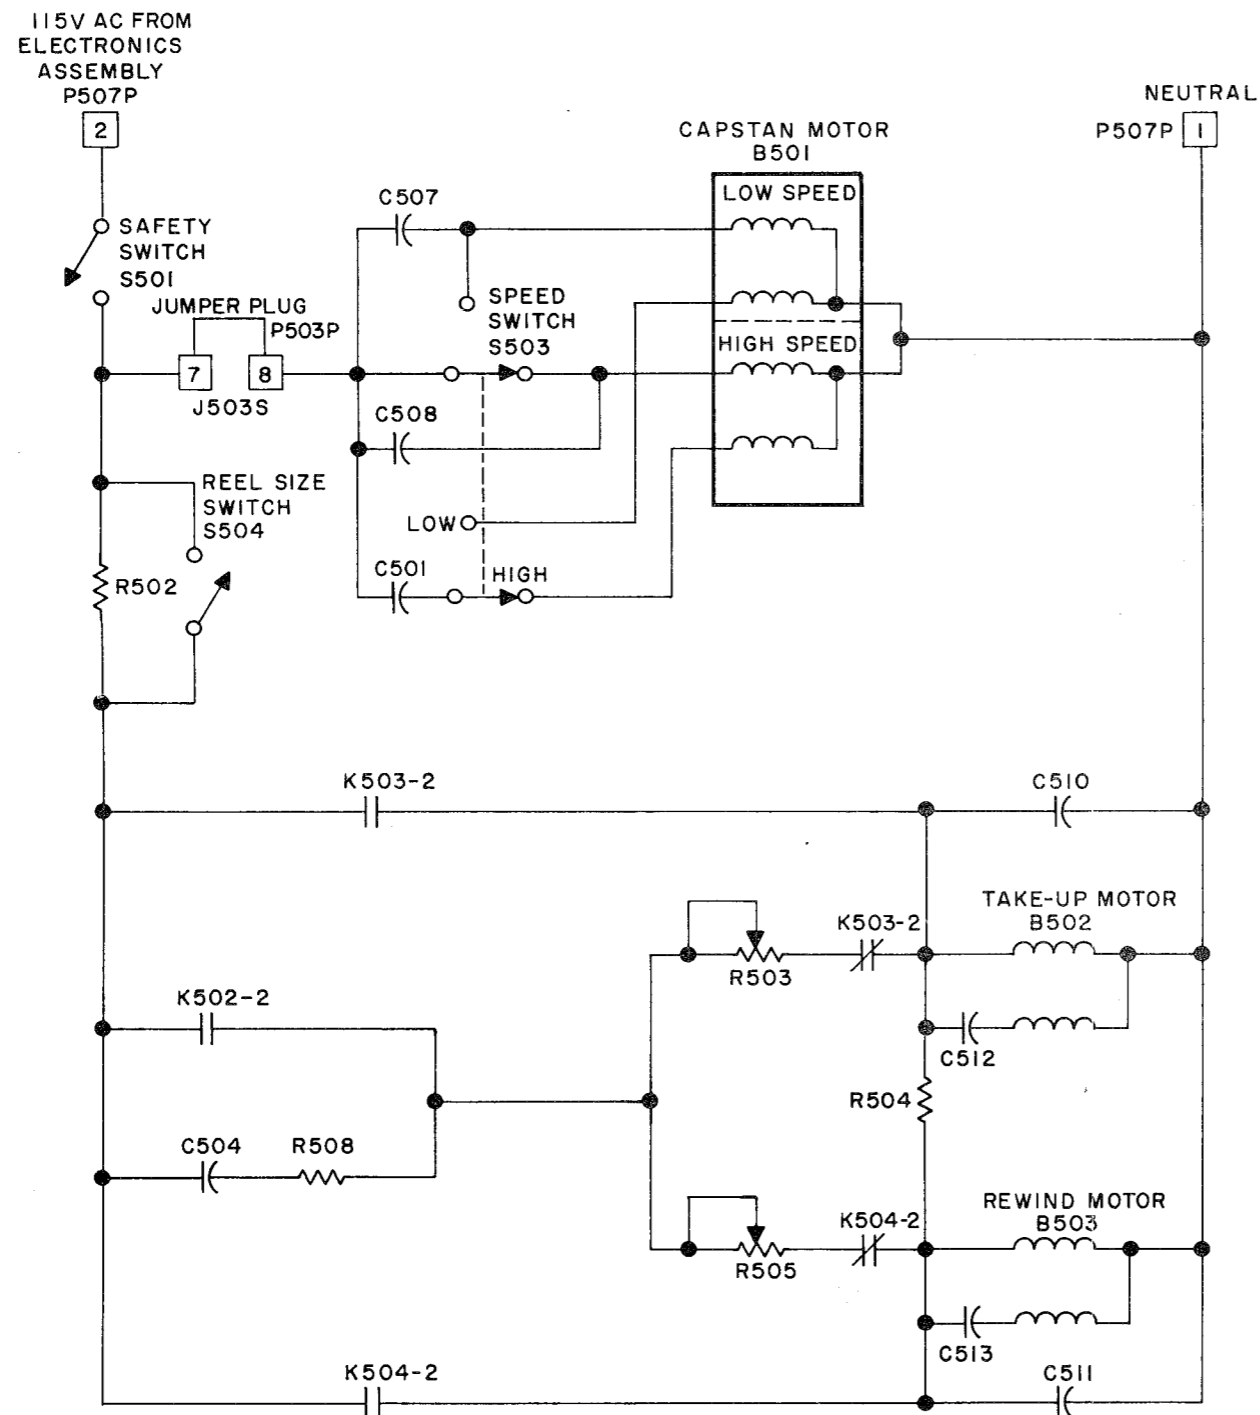 115V AC FROM
ELECTRONICS
ASSEMBLY
P507P
2
NEUTRAL
P507P
1
CAPSTAN MOTOR
B501
LOW SPEED
HIGH SPEED
SAFETY
SWITCH
S501
JUMPER PLUG
P503P
7
8
J503S
C507
SPEED
SWITCH
S503
C508
LOW
C501
HIGH
REEL SIZE
SWITCH
S504
R502
K503-2
C510
TAKE-UP MOTOR
B502
K503-2
R503
K502-2
C512
R504
C504
R508
REWIND MOTOR
B503
K504-2
R505
C513
K504-2
C511